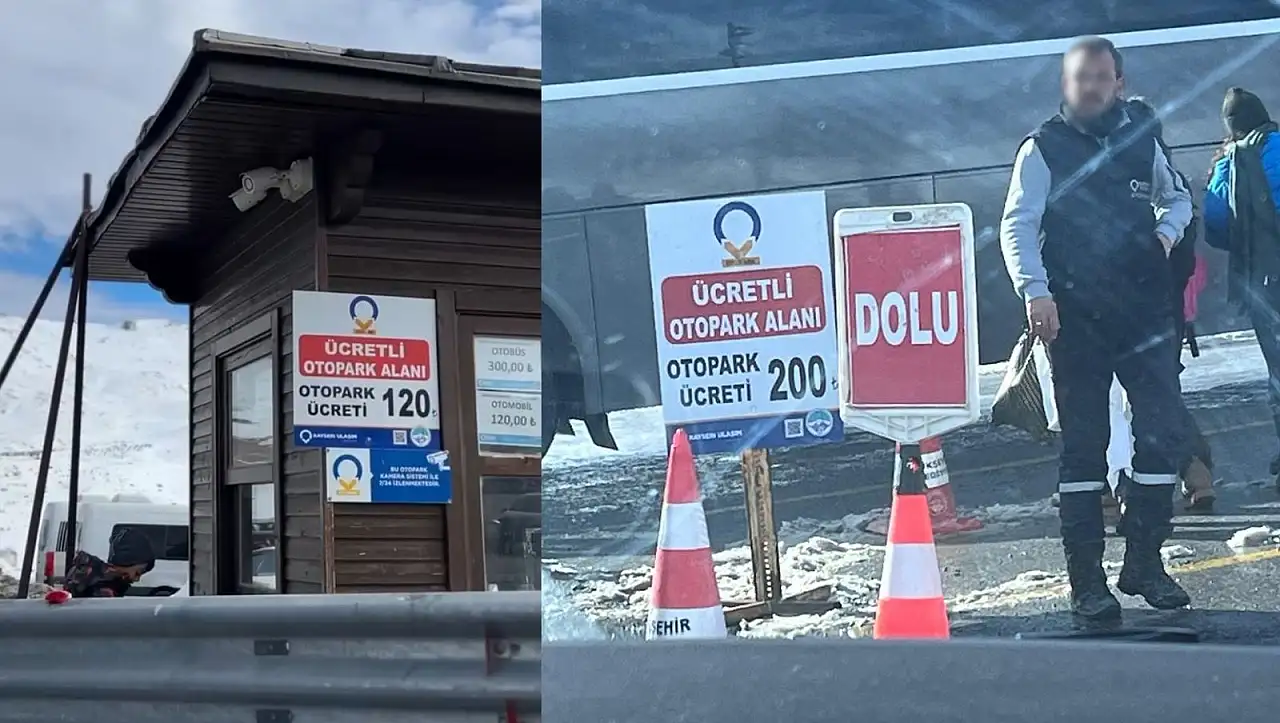 ÜCRETLİ
OTOPARK ALANI
OTOPARK
ÜCRETİ 120 ₺
KAYSERİ ULAŞIM
BU OTOPARK
KAMERA SİSTEMİ İLE
7/24 İZLENMEKTEDİR.
OTOBÜS
300,00 ₺
OTOMOBİL
120,00 ₺
ÜCRETLİ
OTOPARK ALANI
OTOPARK
ÜCRETİ 200 ₺
KAYSERİ ULAŞIM
DOLU
ŞEHİR